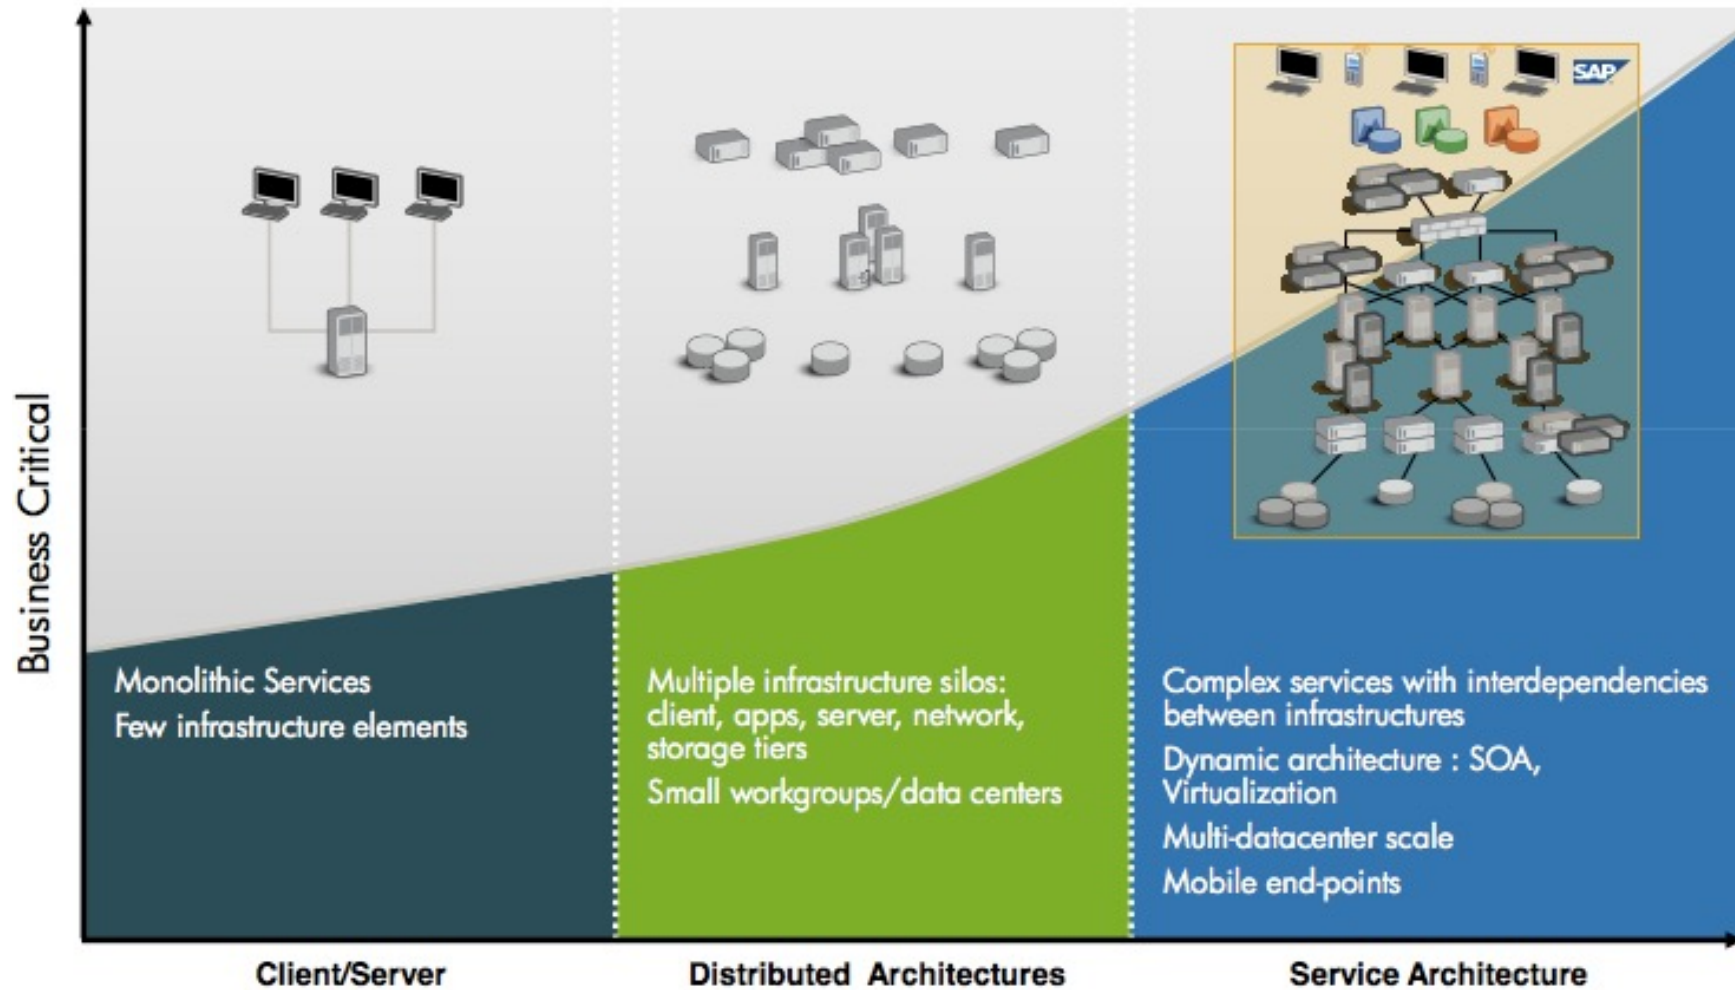 SAP
Business Critical
Monolithic Services
Few infrastructure elements
Multiple infrastructure silos:
client, apps, server, network,
storage tiers
Small workgroups/data centers
Complex services with interdependencies
between infrastructures
Dynamic architecture : SOA,
Virtualization
Multi-datacenter scale
Mobile end-points
Client/Server
Distributed Architectures
Service Architecture